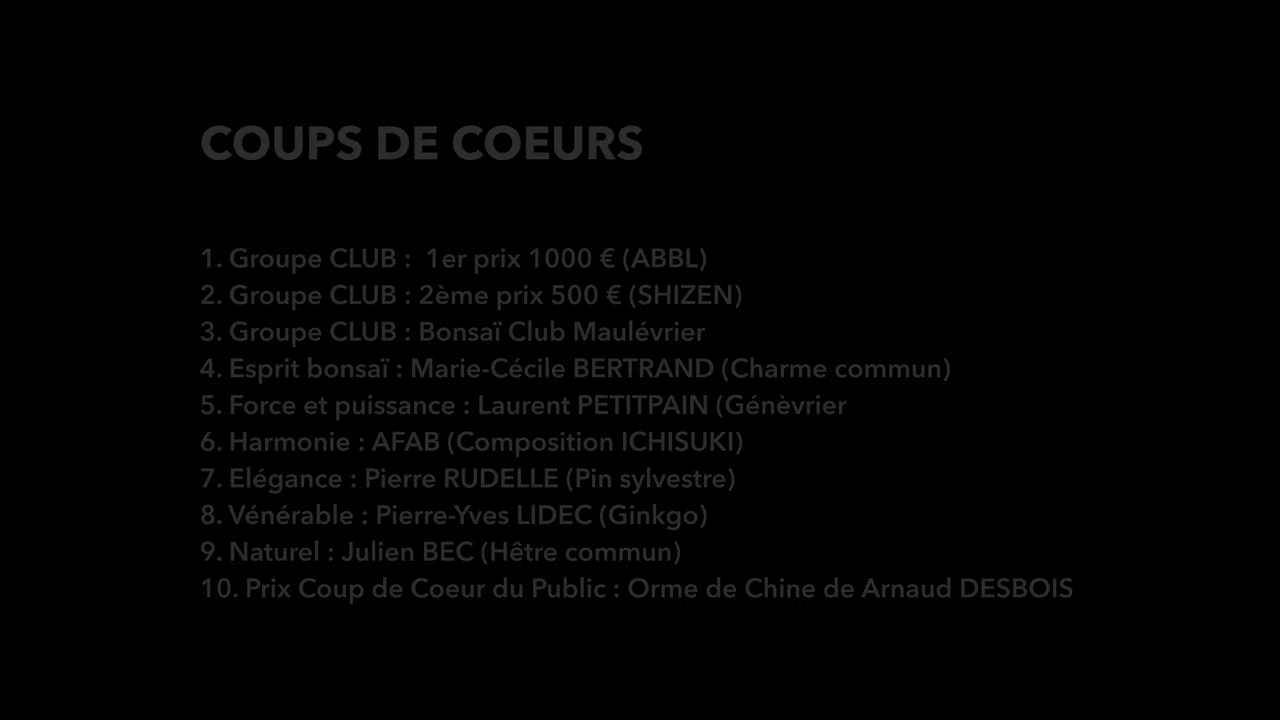 COUPS DE COEURS
1. Groupe CLUB :  1er prix 1000 € (ABBL)
2. Groupe CLUB : 2ème prix 500 € (SHIZEN)
3. Groupe CLUB : Bonsaï Club Maulévrier
4. Esprit bonsaï : Marie-Cécile BERTRAND (Charme commun)
5. Force et puissance : Laurent PETITPAIN (Génèvrier
6. Harmonie : AFAB (Composition ICHISUKI)
7. Elégance : Pierre RUDELLE (Pin sylvestre)
8. Vénérable : Pierre-Yves LIDEC (Ginkgo)
9. Naturel : Julien BEC (Hêtre commun)
10. Prix Coup de Coeur du Public : Orme de Chine de Arnaud DESBOIS